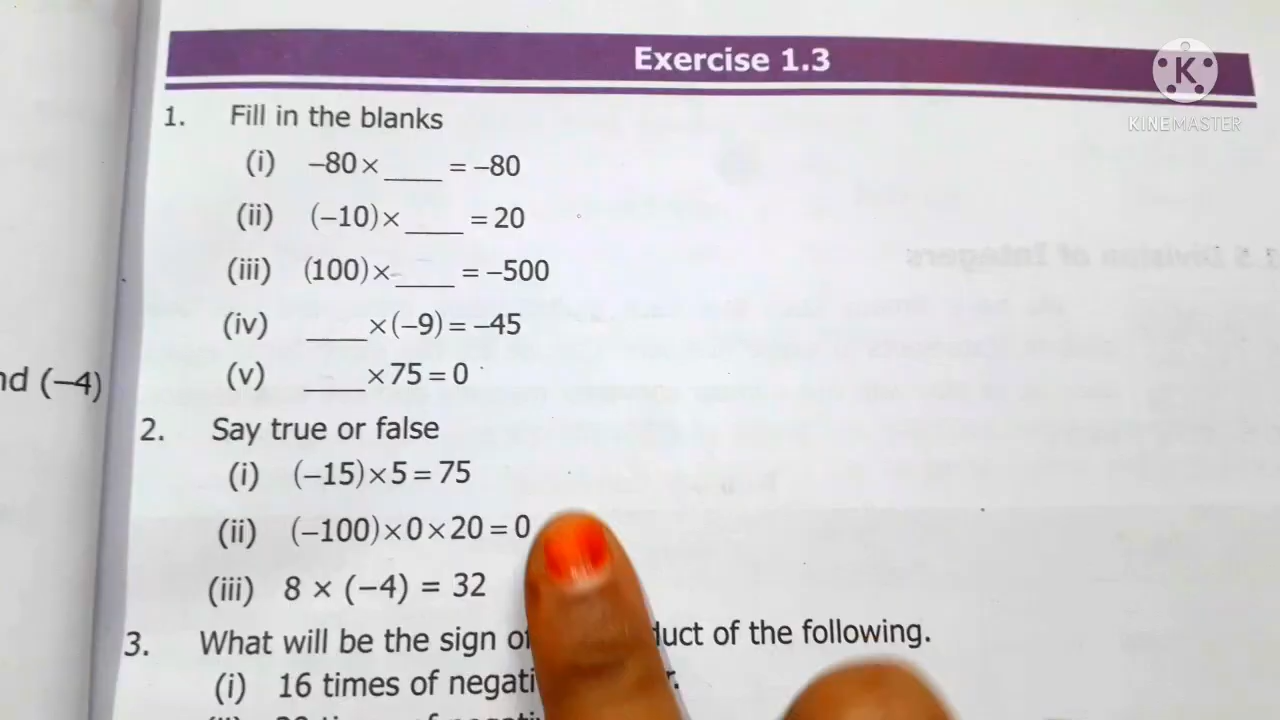 Exercise 1.3
K
KINEMASTER
1. Fill in the blanks
(i) –80 × ____ = –80
(ii) (–10) × ____ = 20
(iii) (100) × ____ = –500
(iv) ____ × (–9) = –45
(v) ____ × 75 = 0
nd (–4)
2. Say true or false
(i) (–15) × 5 = 75
(ii) (–100) × 0 × 20 = 0
(iii) 8 × (–4) = 32
3. What will be the sign of duct of the following.
(i) 16 times of negati r.